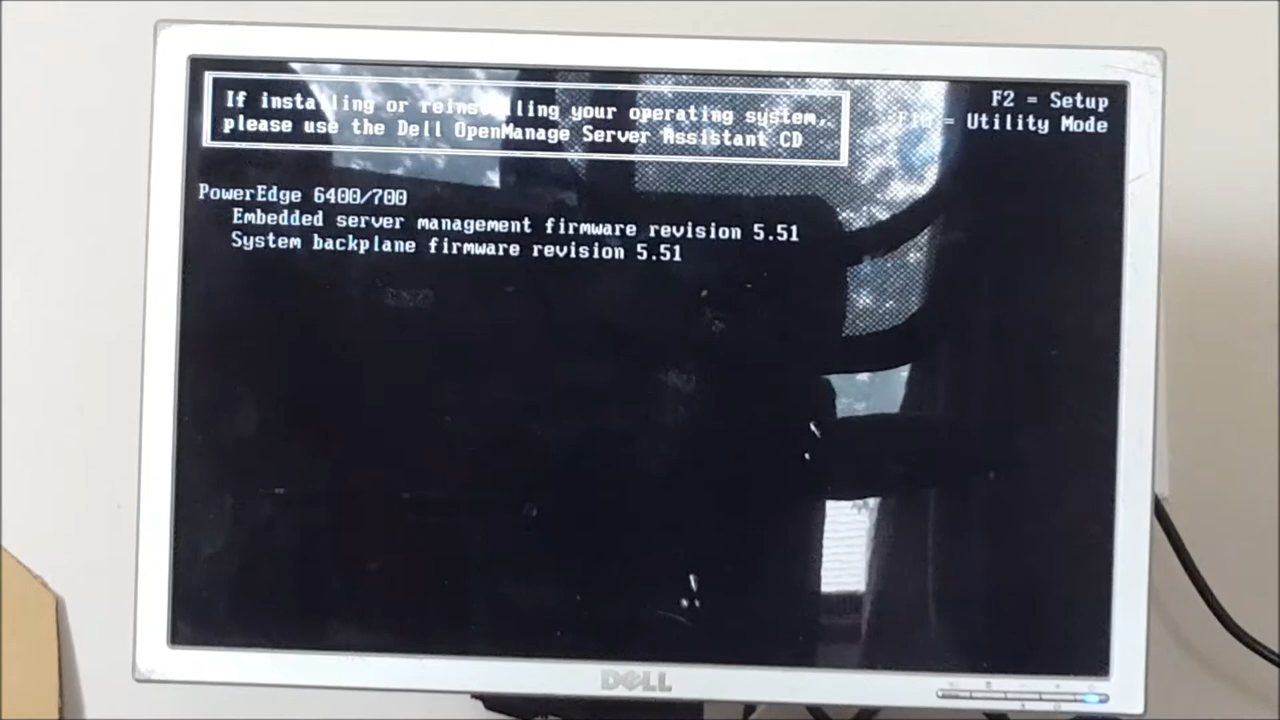 If installing or reinstalling your operating system,
please use the Dell OpenManage Server Assistant CD
F2 = Setup
= Utility Mode
PowerEdge 6400/700
Embedded server management firmware revision 5.51
System backplane firmware revision 5.51
DELL